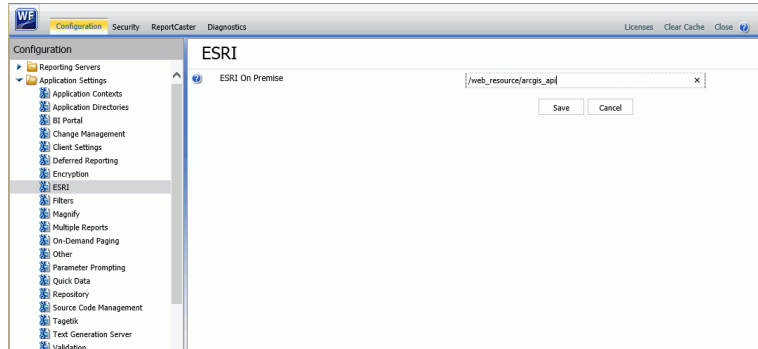 WF
Configuration Security ReportCaster Diagnostics Licenses Clear Cache Close ?
Configuration
Reporting Servers
Application Settings
Application Contexts
Application Directories
BI Portal
Change Management
Client Settings
Deferred Reporting
Encryption
ESRI
Filters
Magnify
Multiple Reports
On-Demand Paging
Other
Parameter Prompting
Quick Data
Repository
Source Code Management
Tagetik
Text Generation Server
Validation
ESRI
? ESRI On Premise /web_resource/arcgis_api ×
Save Cancel